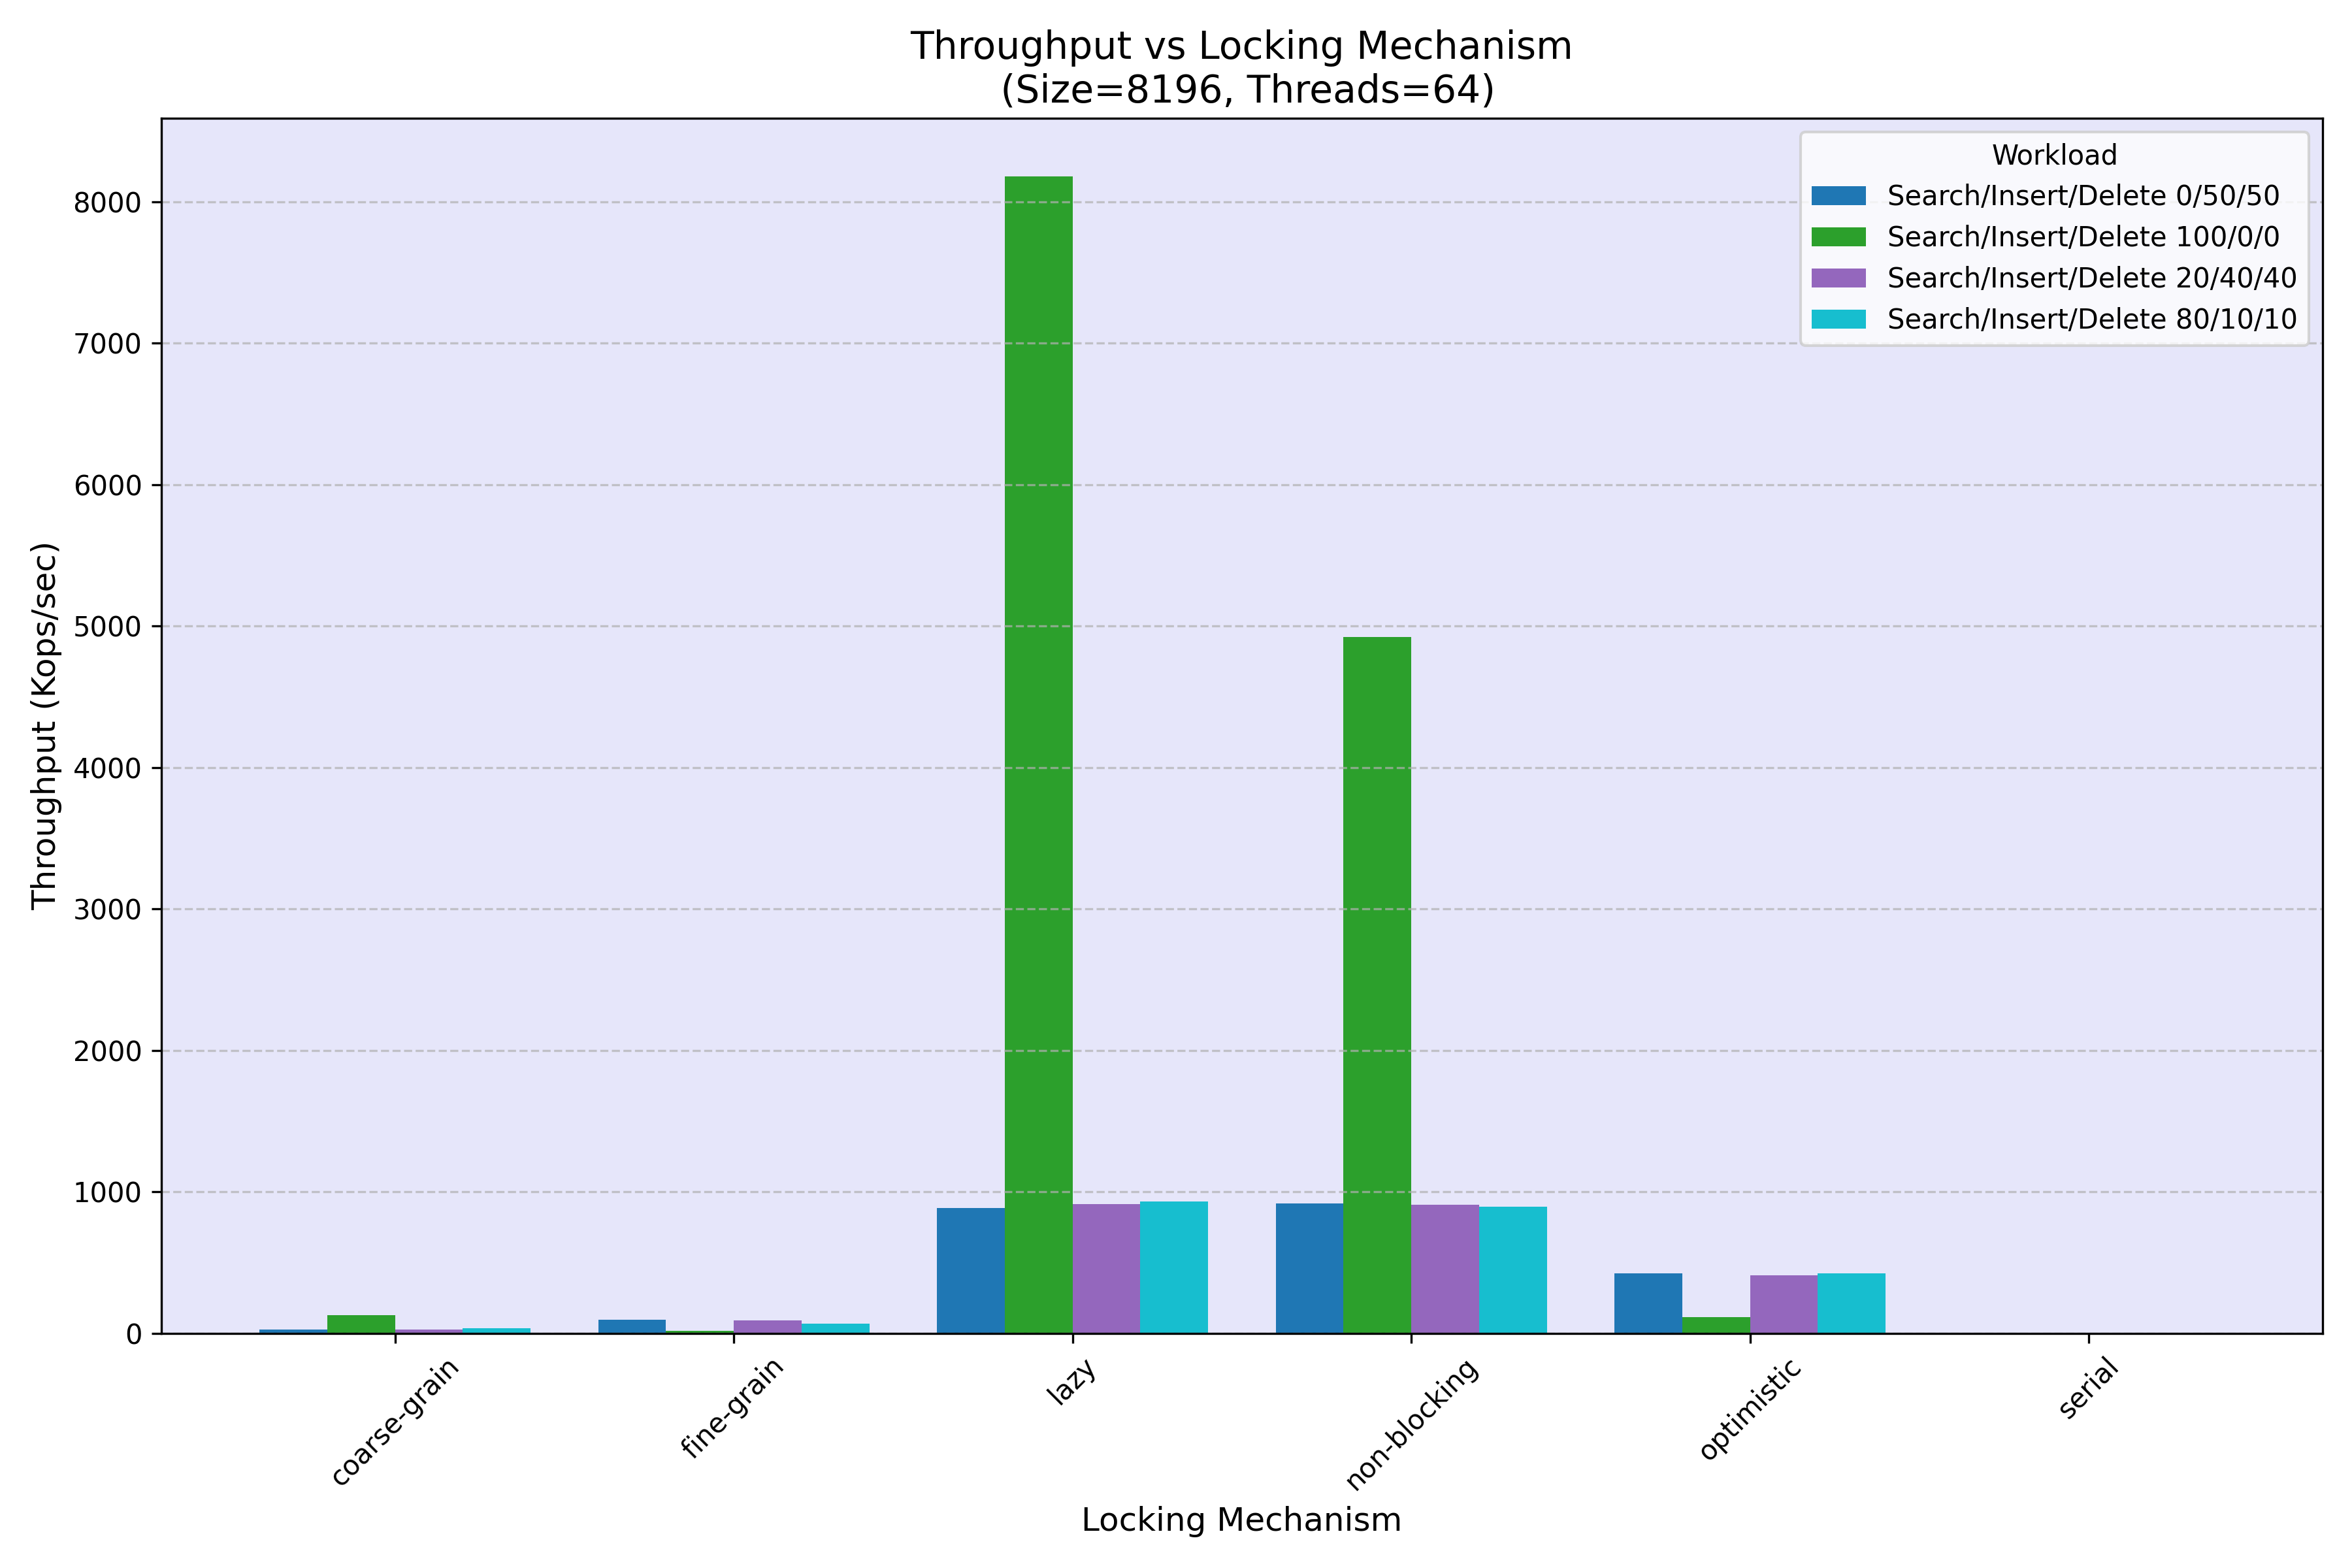 Throughput vs Locking Mechanism
(Size=8196, Threads=64)
Workload
Search/Insert/Delete 0/50/50
Search/Insert/Delete 100/0/0
Search/Insert/Delete 20/40/40
Search/Insert/Delete 80/10/10
Throughput (Kops/sec)
8000
7000
6000
5000
4000
3000
2000
1000
0
coarse-grain
fine-grain
lazy
non-blocking
optimistic
serial
Locking Mechanism